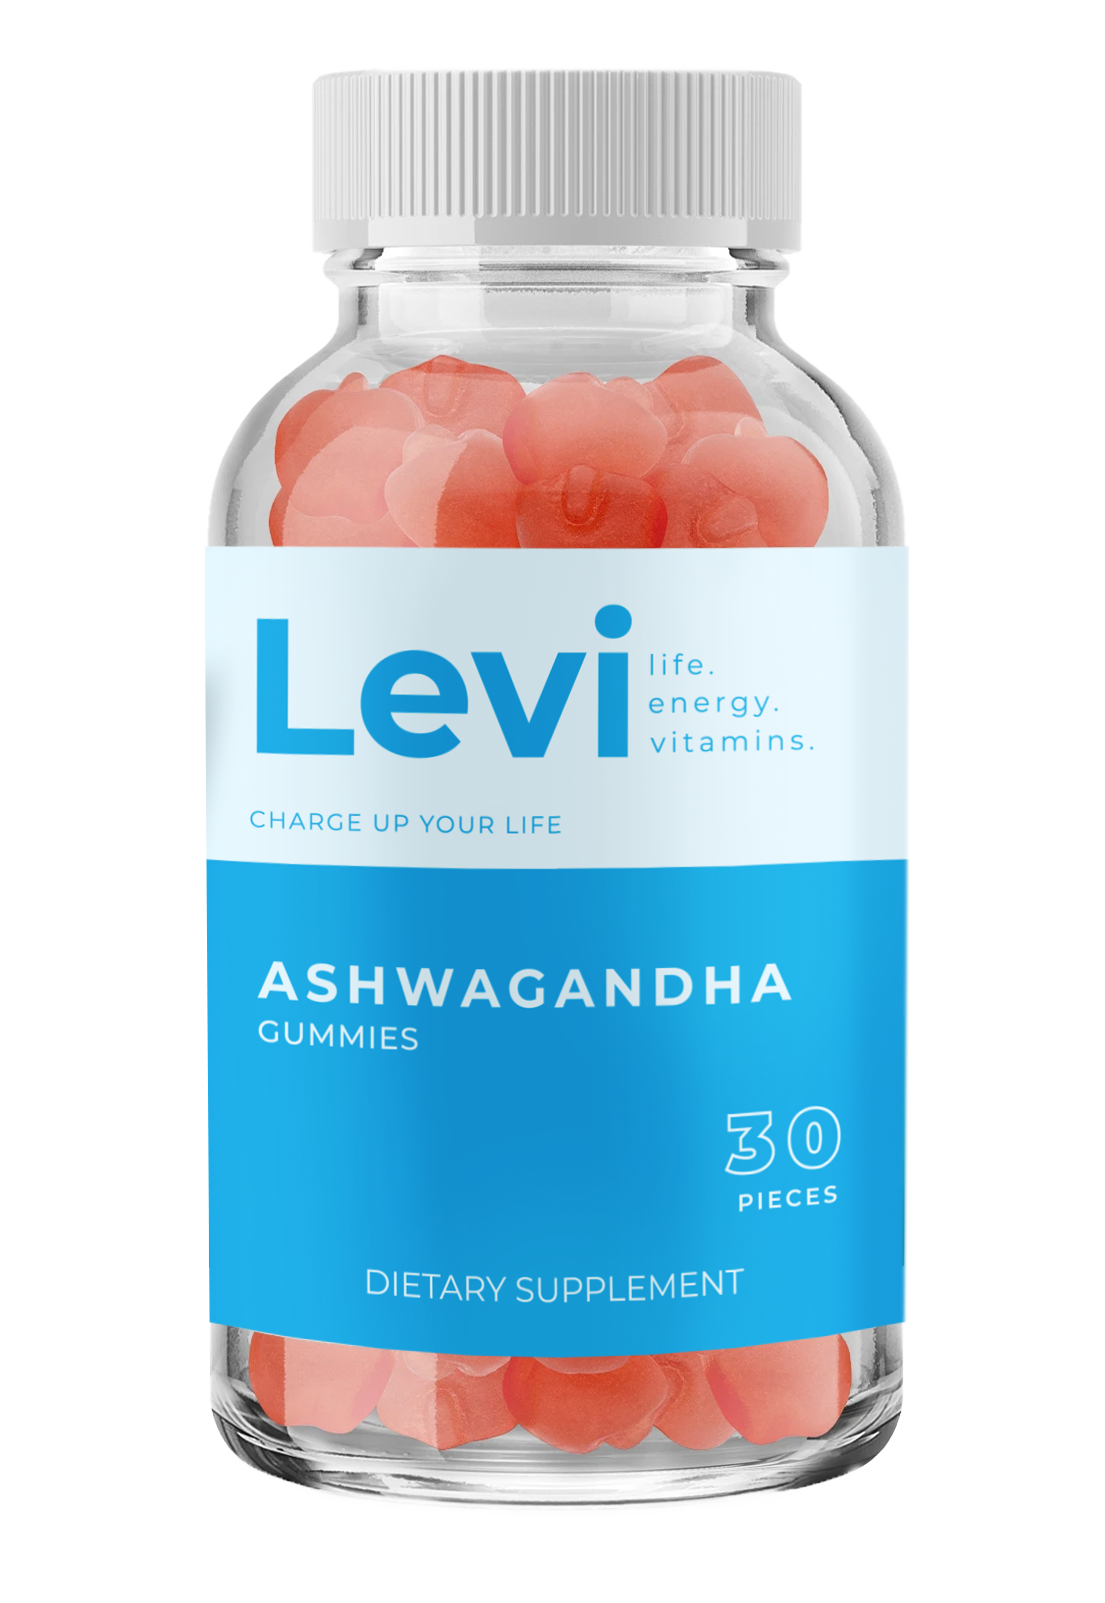 Levi
life.
energy.
vitamins.
CHARGE UP YOUR LIFE
ASHWAGANDHA
GUMMIES
30
PIECES
DIETARY SUPPLEMENT